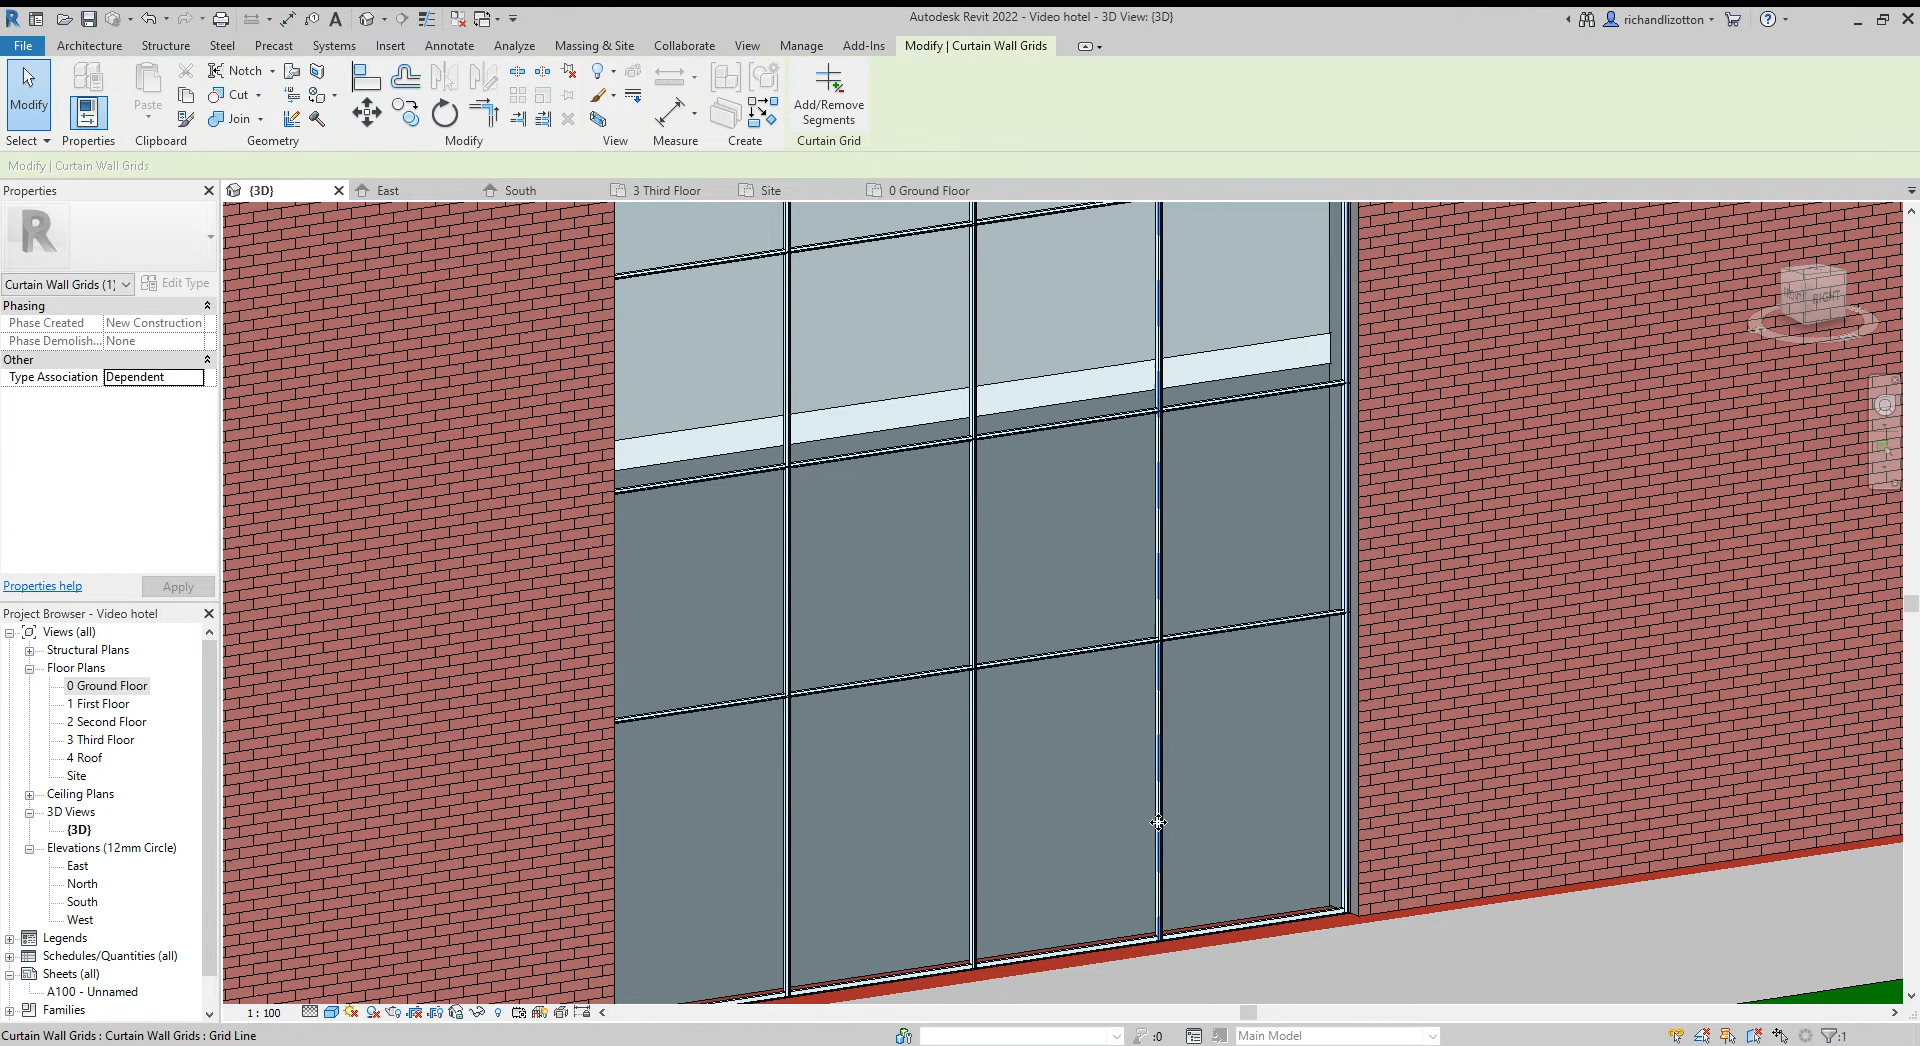 Autodesk Revit 2022 - Video hotel - 3D View: {3D}
richandlizotton
File
Architecture
Structure
Steel
Precast
Systems
Insert
Annotate
Analyze
Massing & Site
Collaborate
View
Manage
Add-Ins
Modify | Curtain Wall Grids
Modify
Paste
Notch
Cut
Join
Add/Remove
Segments
Select
Properties
Clipboard
Geometry
Modify
View
Measure
Create
Curtain Grid
Modify | Curtain Wall Grids
Properties
{3D}
East
South
3 Third Floor
Site
0 Ground Floor
R
Curtain Wall Grids (1)
Edit Type
Phasing
Phase Created
New Construction
Phase Demolish...
None
Other
Type Association
Dependent
Properties help
Apply
Project Browser - Video hotel
Views (all)
Structural Plans
Floor Plans
0 Ground Floor
1 First Floor
2 Second Floor
3 Third Floor
4 Roof
Site
Ceiling Plans
3D Views
{3D}
Elevations (12mm Circle)
East
North
South
West
Legends
Schedules/Quantities (all)
Sheets (all)
A100 - Unnamed
Families
FRONT
RIGHT
1 : 100
Curtain Wall Grids : Curtain Wall Grids : Grid Line
:0
Main Model
:1